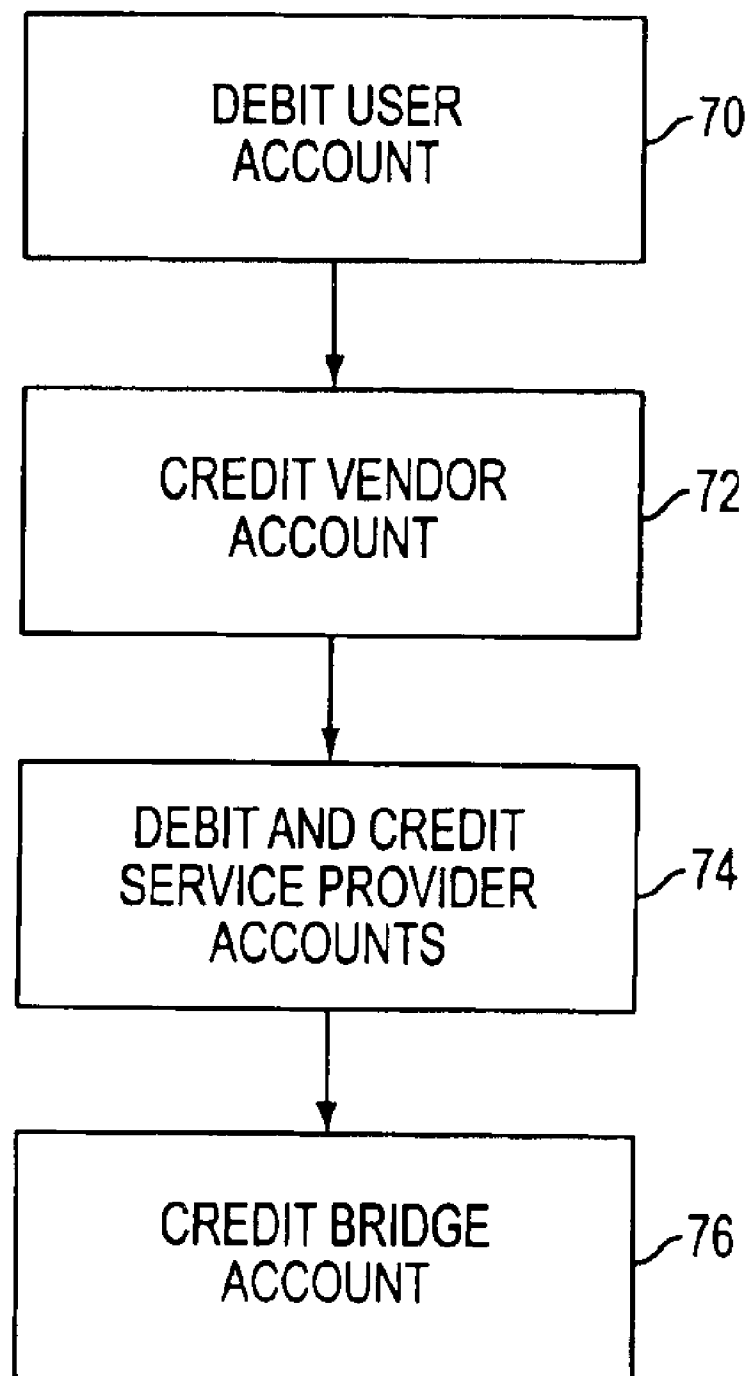 DEBIT USER
ACCOUNT
70
CREDIT VENDOR
ACCOUNT
72
DEBIT AND CREDIT
SERVICE PROVIDER
ACCOUNTS
74
CREDIT BRIDGE
ACCOUNT
76